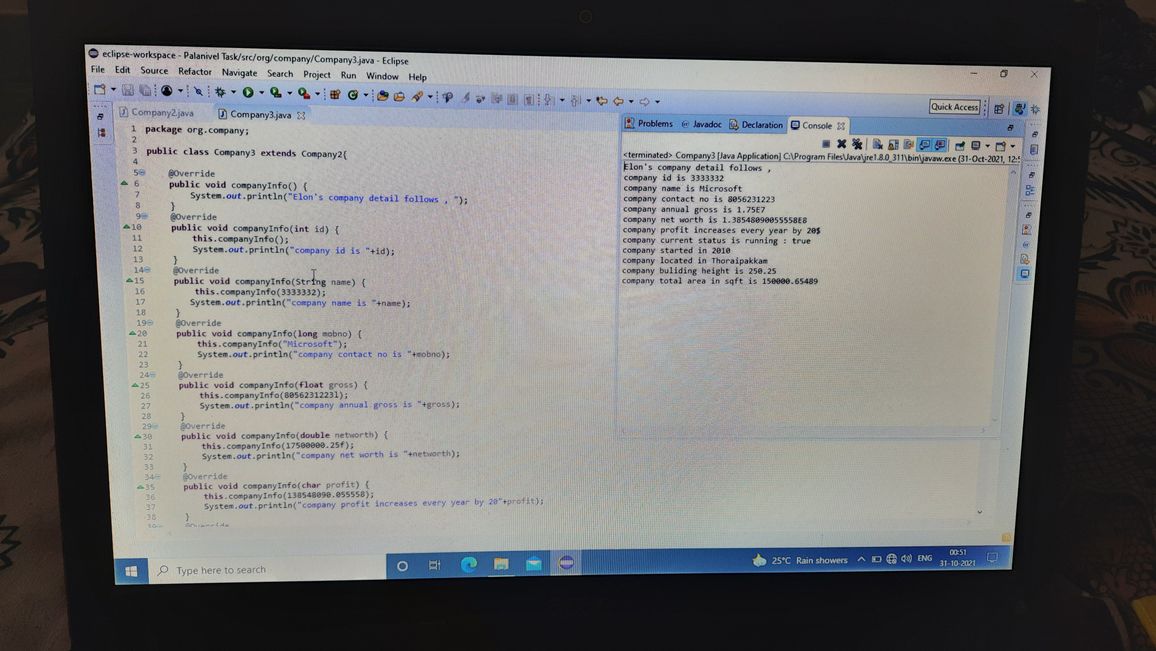 eclipse-workspace - Palanivel Task/src/org/company/Company3.java - Eclipse
File Edit Source Refactor Navigate Search Project Run Window Help
Quick Access
Company2.java Company3.java
1 package org.company;
2
3 public class Company3 extends Company2{
4
5 @Override
6 public void companyInfo() {
7 System.out.println("Elon's company detail follows , ");
8 }
9 @Override
10 public void companyInfo(int id) {
11 this.companyInfo();
12 System.out.println("company id is "+id);
13 }
14 @Override
15 public void companyInfo(String name) {
16 this.companyInfo(3333332);
17 System.out.println("company name is "+name);
18 }
19 @Override
20 public void companyInfo(long mobno) {
21 this.companyInfo("Microsoft");
22 System.out.println("company contact no is "+mobno);
23 }
24 @Override
25 public void companyInfo(float gross) {
26 this.companyInfo(8056231223l);
27 System.out.println("company annual gross is "+gross);
28 }
29 @Override
30 public void companyInfo(double networth) {
31 this.companyInfo(17500000.25f);
32 System.out.println("company net worth is "+networth);
33 }
34 @Override
35 public void companyInfo(char profit) {
36 this.companyInfo(138548090.055558);
37 System.out.println("company profit increases every year by 20"+profit);
38 }
39 @Override
Problems Javadoc Declaration Console
<terminated> Company3 [Java Application] C:\Program Files\Java\jre1.8.0_311\bin\javaw.exe (31-Oct-2021, 12:5
Elon's company detail follows ,
company id is 3333332
company name is Microsoft
company contact no is 8056231223
company annual gross is 1.75E7
company net worth is 1.38548090055558E8
company profit increases every year by 20$
company current status is running : true
company started in 2010
company located in Thoraipakkam
company buliding height is 250.25
company total area in sqft is 150000.65489
Type here to search
25°C Rain showers ENG
00:51
31-10-2021